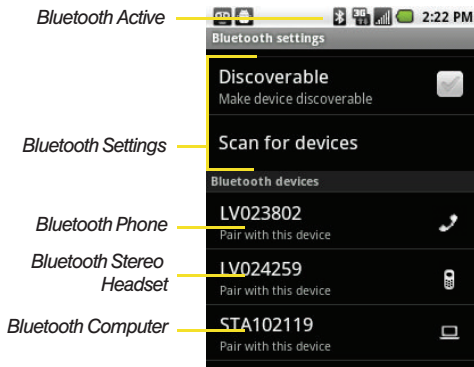 Bluetooth Active
2:22 PM
Bluetooth settings
Discoverable
Make device discoverable
Bluetooth Settings
Scan for devices
Bluetooth devices
Bluetooth Phone
LV023802
Pair with this device
Bluetooth Stereo
Headset
LV024259
Pair with this device
Bluetooth Computer
STA102119
Pair with this device